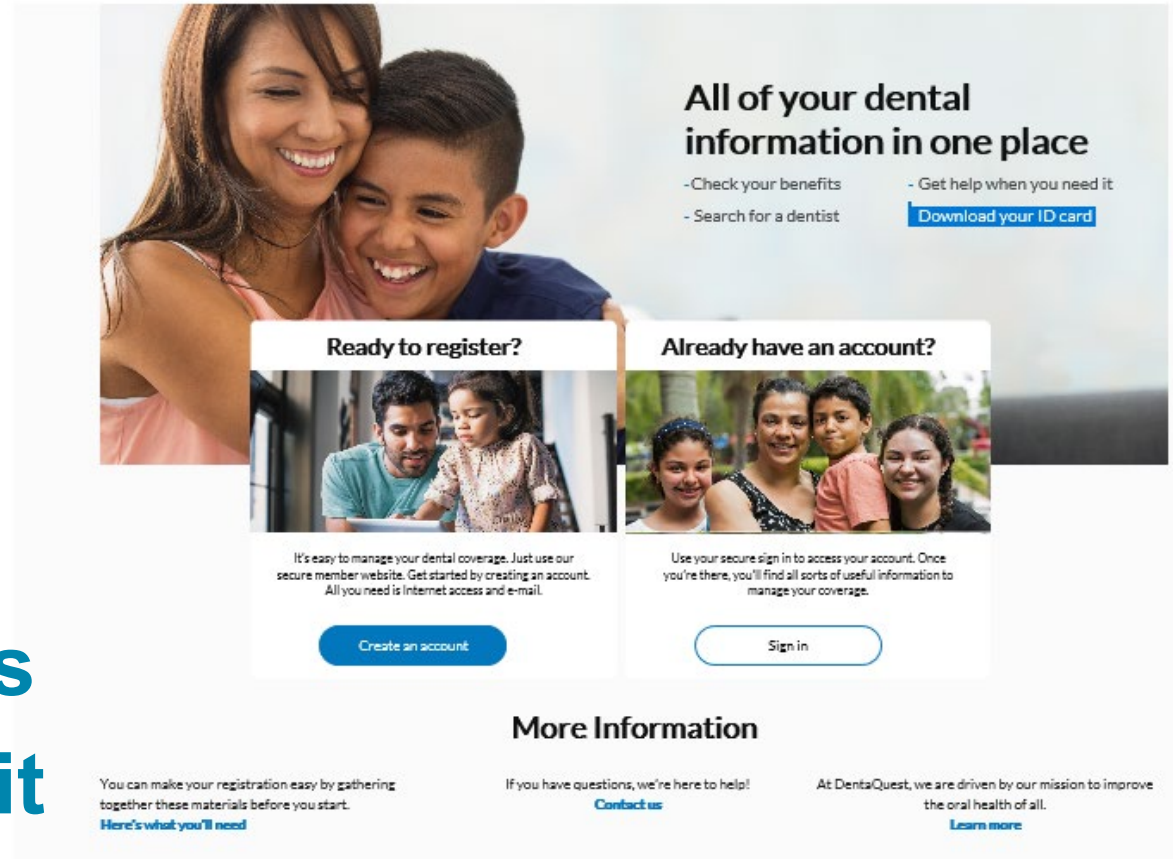 All of your dental
information in one place
-Check your benefits
- Get help when you need it
- Search for a dentist
Download your ID card
Ready to register?
It's easy to manage your dental coverage. Just use our
secure member website. Get started by creating an account.
All you need is Internet access and e-mail.
Create an account
Already have an account?
Use your secure sign in to access your account. Once
you're there, you'll find all sorts of useful information to
manage your coverage.
Sign in
s
it
More Information
You can make your registration easy by gathering
together these materials before you start.
Here's what you'll need
If you have questions, we're here to help!
Contact us
At DentaQuest, we are driven by our mission to improve
the oral health of all.
Learn more